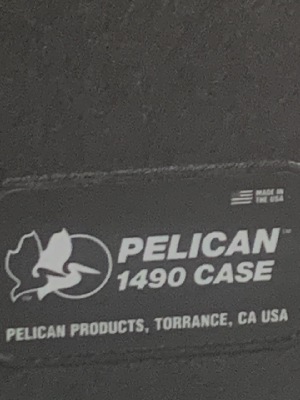 MADE IN
THE USA
PELICAN™
1490 CASE
PELICAN PRODUCTS, TORRANCE, CA USA